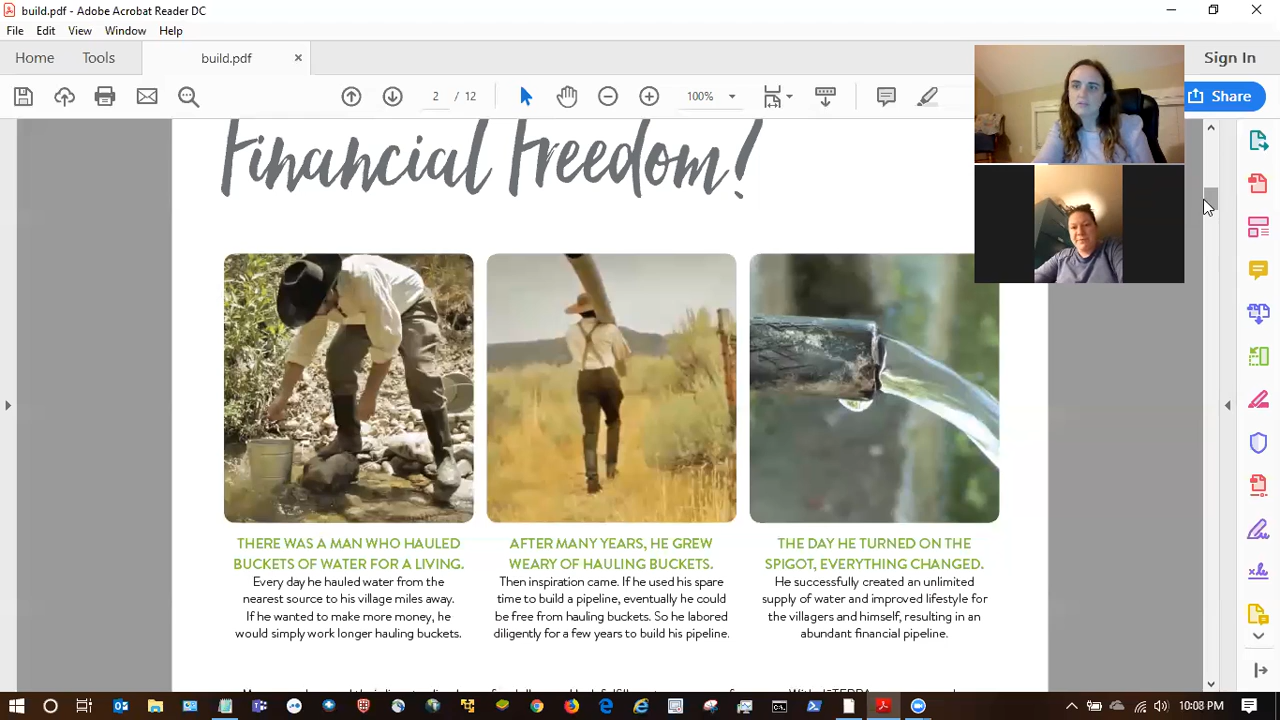 build.pdf - Adobe Acrobat Reader DC
File Edit View Window Help
Home Tools build.pdf Sign In
2 / 12 100% Share
Financial Freedom!
THERE WAS A MAN WHO HAULED
BUCKETS OF WATER FOR A LIVING.
Every day he hauled water from the
nearest source to his village miles away.
If he wanted to make more money, he
would simply work longer hauling buckets.
AFTER MANY YEARS, HE GREW
WEARY OF HAULING BUCKETS.
Then inspiration came. If he used his spare
time to build a pipeline, eventually he could
be free from hauling buckets. So he labored
diligently for a few years to build his pipeline.
THE DAY HE TURNED ON THE
SPIGOT, EVERYTHING CHANGED.
He successfully created an unlimited
supply of water and improved lifestyle for
the villagers and himself, resulting in an
abundant financial pipeline.
10:08 PM